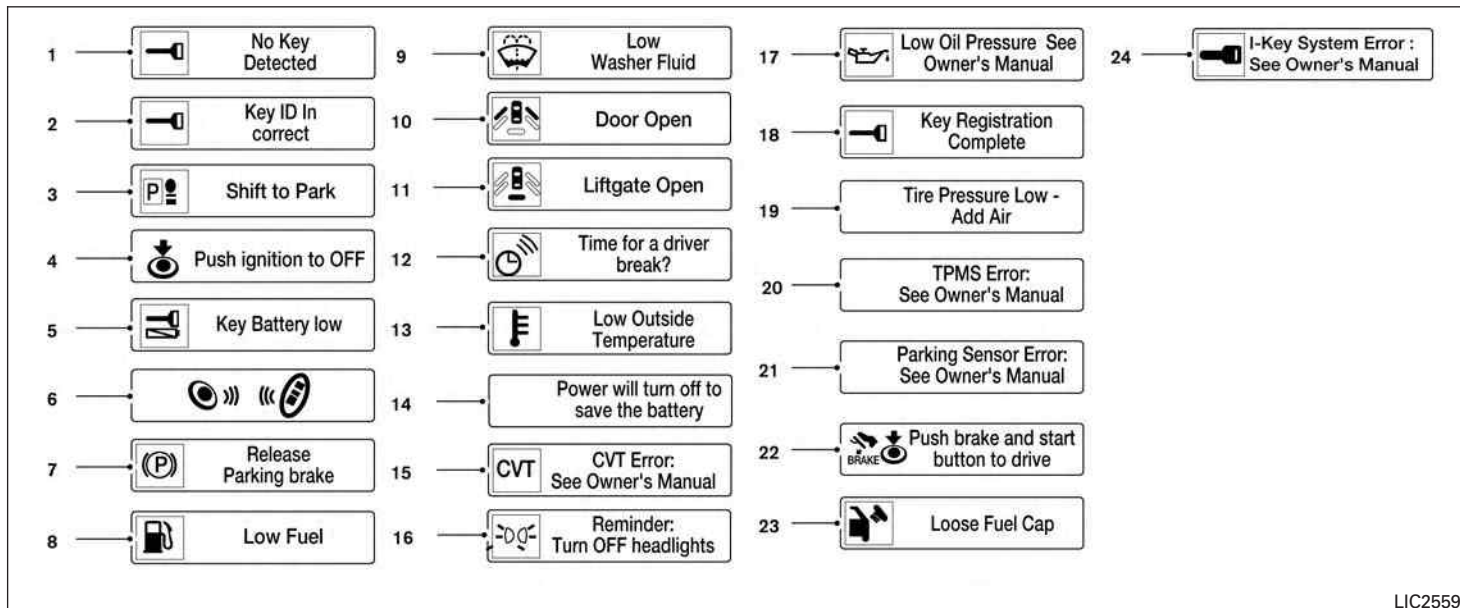 1
No Key
Detected
2
Key ID In
correct
3
P
Shift to Park
4
Push ignition to OFF
5
Key Battery low
6
7
P
Release
Parking brake
8
Low Fuel
9
Low
Washer Fluid
10
Door Open
11
Liftgate Open
12
Time for a driver
break?
13
Low Outside
Temperature
14
Power will turn off to
save the battery
15
CVT
CVT Error:
See Owner's Manual
16
Reminder:
Turn OFF headlights
17
Low Oil Pressure See
Owner's Manual
18
Key Registration
Complete
19
Tire Pressure Low -
Add Air
20
TPMS Error:
See Owner's Manual
21
Parking Sensor Error:
See Owner's Manual
22
BRAKE
Push brake and start
button to drive
23
Loose Fuel Cap
24
I-Key System Error :
See Owner's Manual
LIC2559